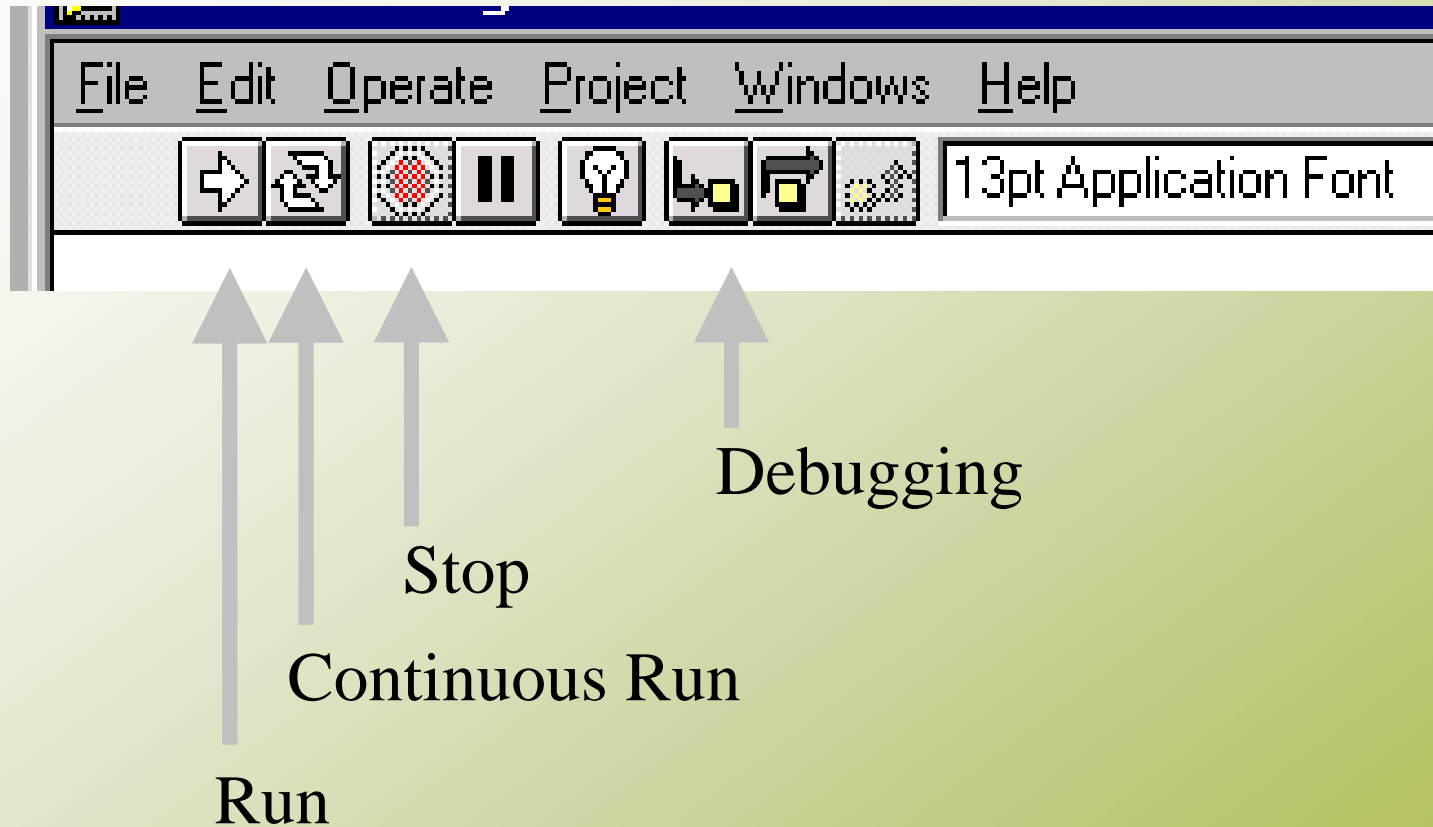 File Edit Operate Project Windows Help
13pt Application Font
Debugging
Stop
Continuous Run
Run